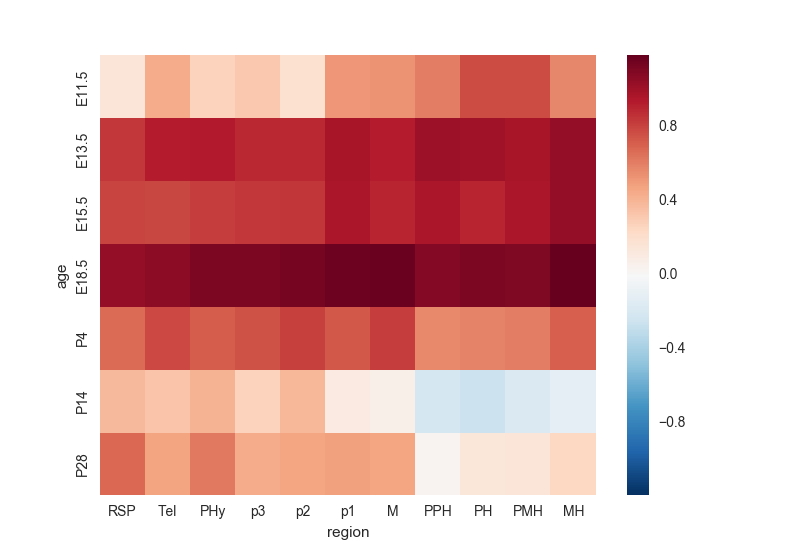 E11.5
E13.5
E15.5
E18.5
P4
P14
P28
age
RSP Tel PHy p3 p2 p1 M PPH PH PMH MH
region
0.8
0.4
0.0
−0.4
−0.8